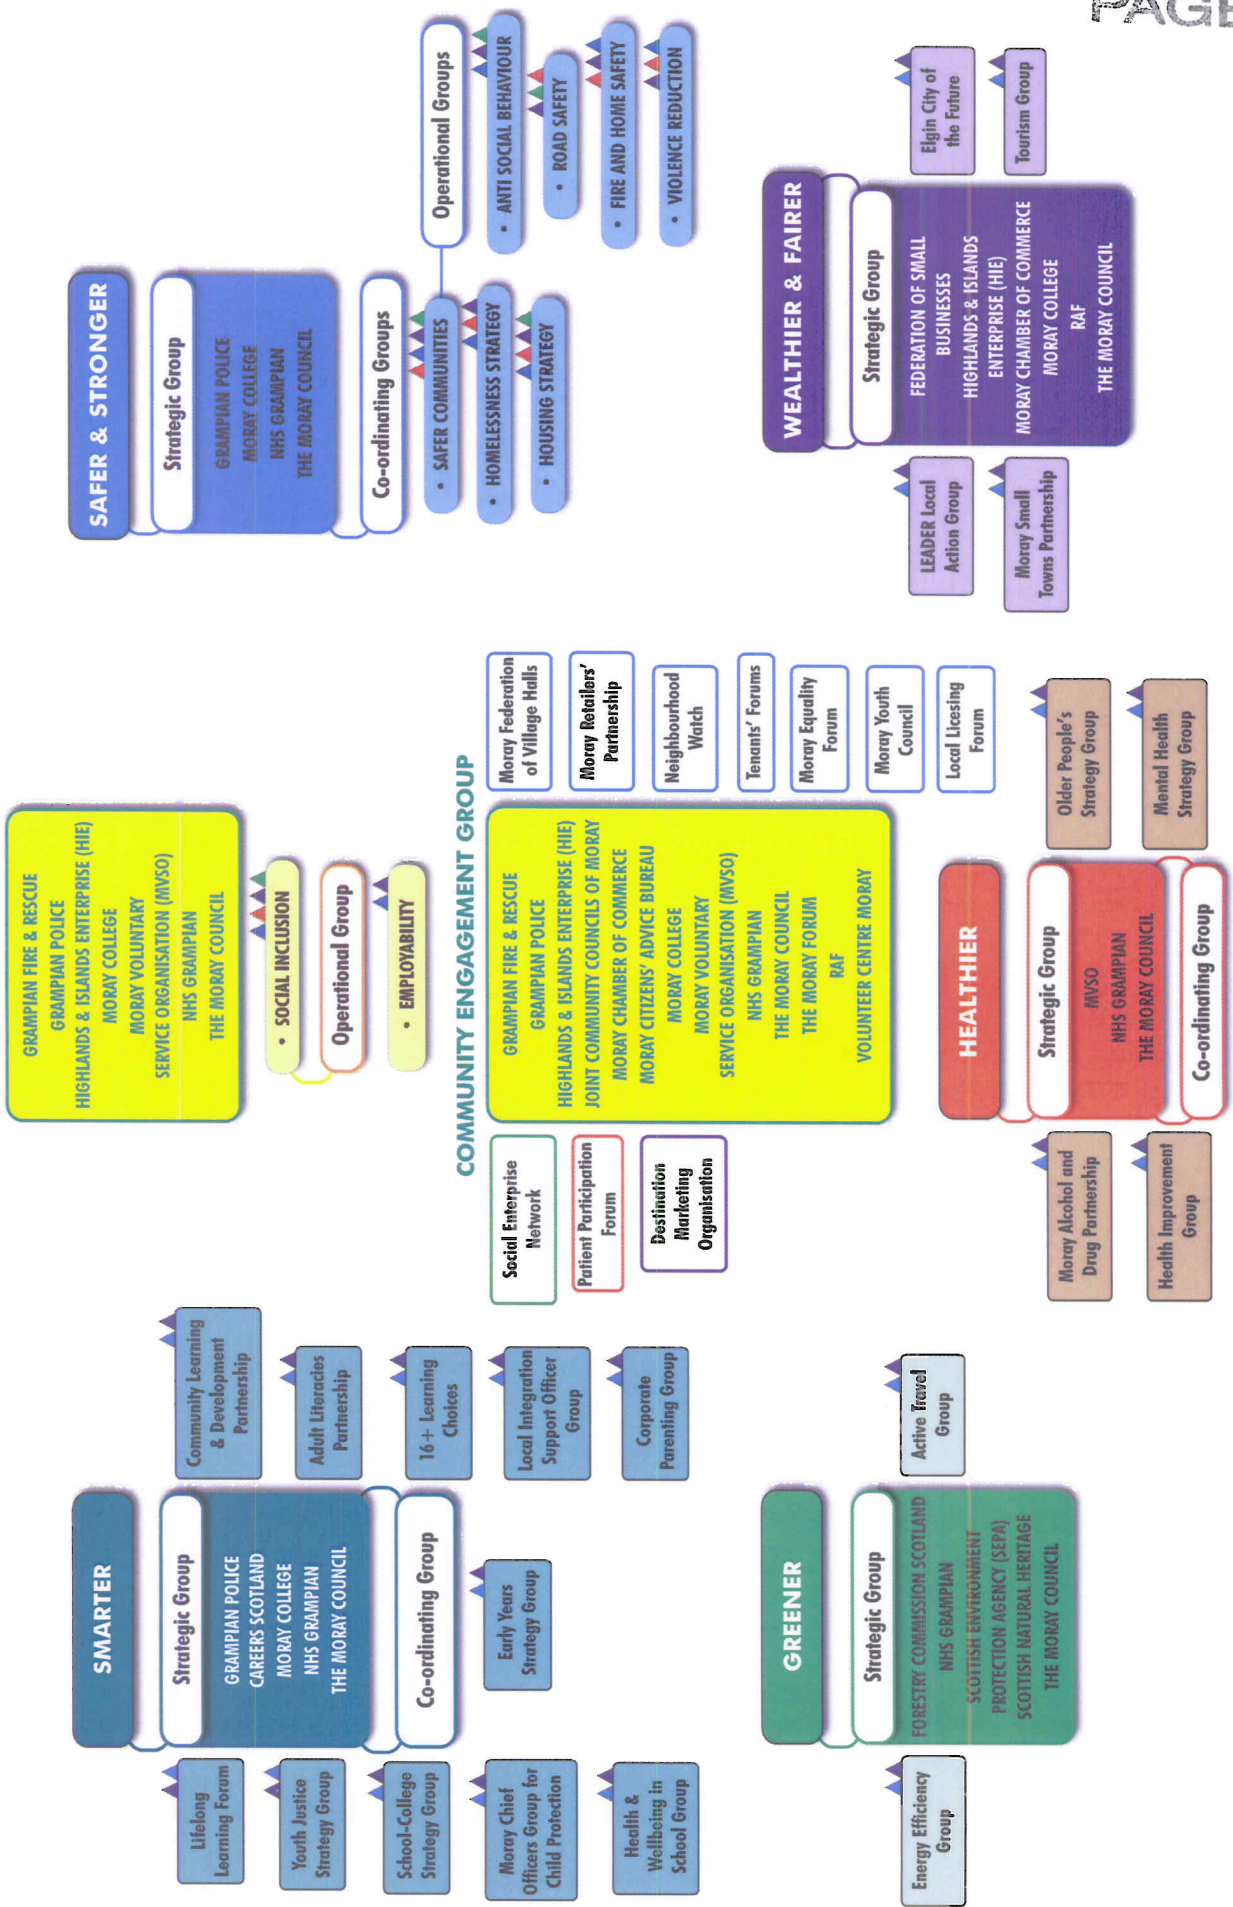 PAGE
SMARTER
Strategic Group
GRAMPIAN POLICE
CAREERS SCOTLAND
MORAY COLLEGE
NHS GRAMPIAN
THE MORAY COUNCIL
Co-ordinating Group
Lifelong
Learning Forum
Youth Justice
Strategy Group
School-College
Strategy Group
Moray Chief
Officers Group for
Child Protection
Health &
Wellbeing in
School Group
Early Years
Strategy Group
Community Learning
& Development
Partnership
Adult Literacies
Partnership
16+ Learning
Choices
Local Integration
Support Officer
Group
Corporate
Parenting Group
GRAMPIAN FIRE & RESCUE
GRAMPIAN POLICE
HIGHLANDS & ISLANDS ENTERPRISE (HIE)
MORAY COLLEGE
MORAY VOLUNTARY
SERVICE ORGANISATION (MVSO)
NHS GRAMPIAN
THE MORAY COUNCIL
• SOCIAL INCLUSION
Operational Group
• EMPLOYABILITY
SAFER & STRONGER
Strategic Group
GRAMPIAN POLICE
MORAY COLLEGE
NHS GRAMPIAN
THE MORAY COUNCIL
Co-ordinating Groups
• SAFER COMMUNITIES
• HOMELESSNESS STRATEGY
• HOUSING STRATEGY
Operational Groups
• ANTI SOCIAL BEHAVIOUR
• ROAD SAFETY
• FIRE AND HOME SAFETY
• VIOLENCE REDUCTION
COMMUNITY ENGAGEMENT GROUP
GRAMPIAN FIRE & RESCUE
GRAMPIAN POLICE
HIGHLANDS & ISLANDS ENTERPRISE (HIE)
JOINT COMMUNITY COUNCILS OF MORAY
MORAY CHAMBER OF COMMERCE
MORAY CITIZENS' ADVICE BUREAU
MORAY COLLEGE
MORAY VOLUNTARY
SERVICE ORGANISATION (MVSO)
NHS GRAMPIAN
THE MORAY COUNCIL
THE MORAY FORUM
RAF
VOLUNTEER CENTRE MORAY
Social Enterprise
Network
Patient Participation
Forum
Destination
Marketing
Organisation
Moray Federation
of Village Halls
Moray Retailers'
Partnership
Neighbourhood
Watch
Tenants' Forums
Moray Equality
Forum
Moray Youth
Council
Local Licesing
Forum
GREENER
Strategic Group
FORESTRY COMMISSION SCOTLAND
NHS GRAMPIAN
SCOTTISH ENVIRONMENT
PROTECTION AGENCY (SEPA)
SCOTTISH NATURAL HERITAGE
THE MORAY COUNCIL
Energy Efficiency
Group
Active Travel
Group
HEALTHIER
Strategic Group
MVSO
NHS GRAMPIAN
THE MORAY COUNCIL
Co-ordinating Group
Moray Alcohol and
Drug Partnership
Health Improvement
Group
Older People's
Strategy Group
Mental Health
Strategy Group
WEALTHIER & FAIRER
Strategic Group
FEDERATION OF SMALL
BUSINESSES
HIGHLANDS & ISLANDS
ENTERPRISE (HIE)
MORAY CHAMBER OF COMMERCE
MORAY COLLEGE
RAF
THE MORAY COUNCIL
LEADER Local
Action Group
Moray Small
Towns Partnership
Elgin City of
the Future
Tourism Group